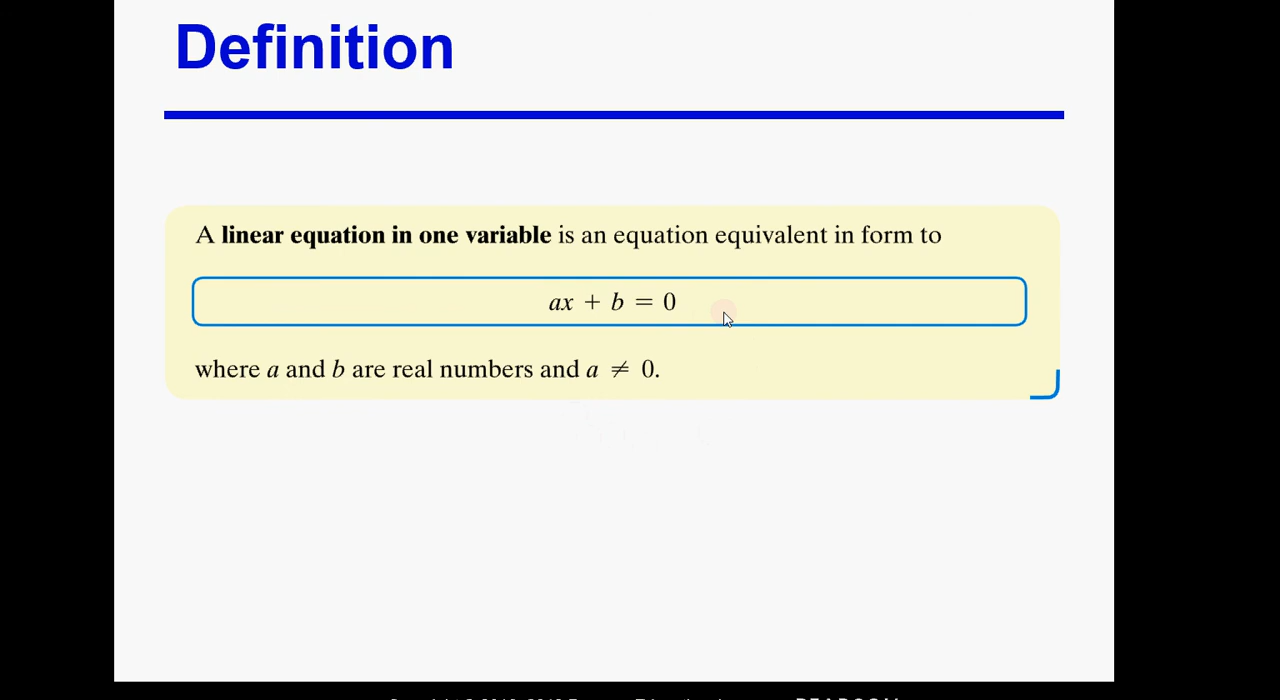 Definition
A linear equation in one variable is an equation equivalent in form to
ax + b = 0
where a and b are real numbers and a ≠ 0.
PEARSON